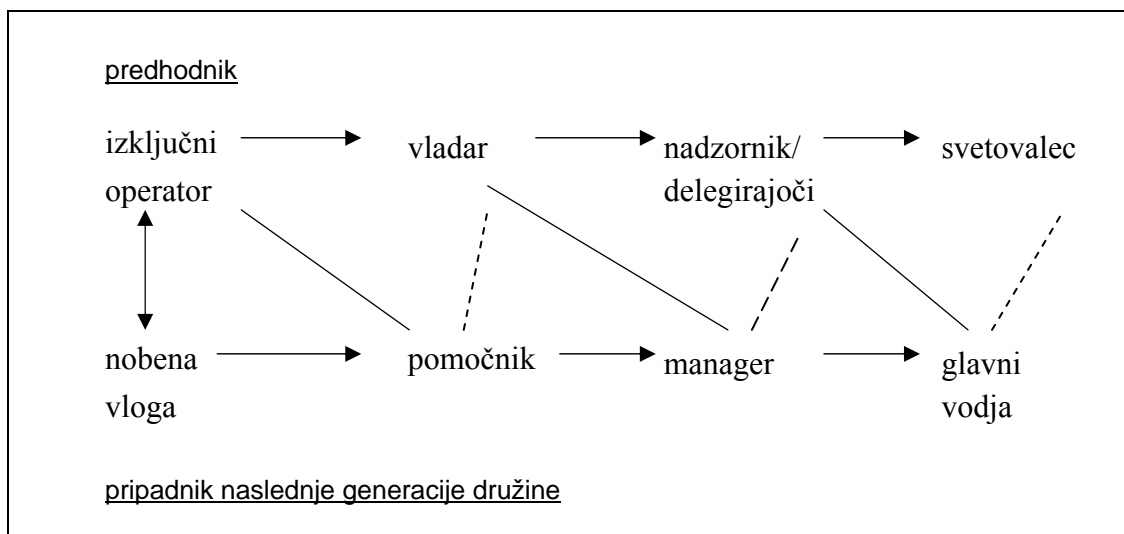 predhodnik
izključni
operator
vladar
nadzornik/
delegirajoči
svetovalec
nobena
vloga
pomočnik
manager
glavni
vodja
pripadnik naslednje generacije družine